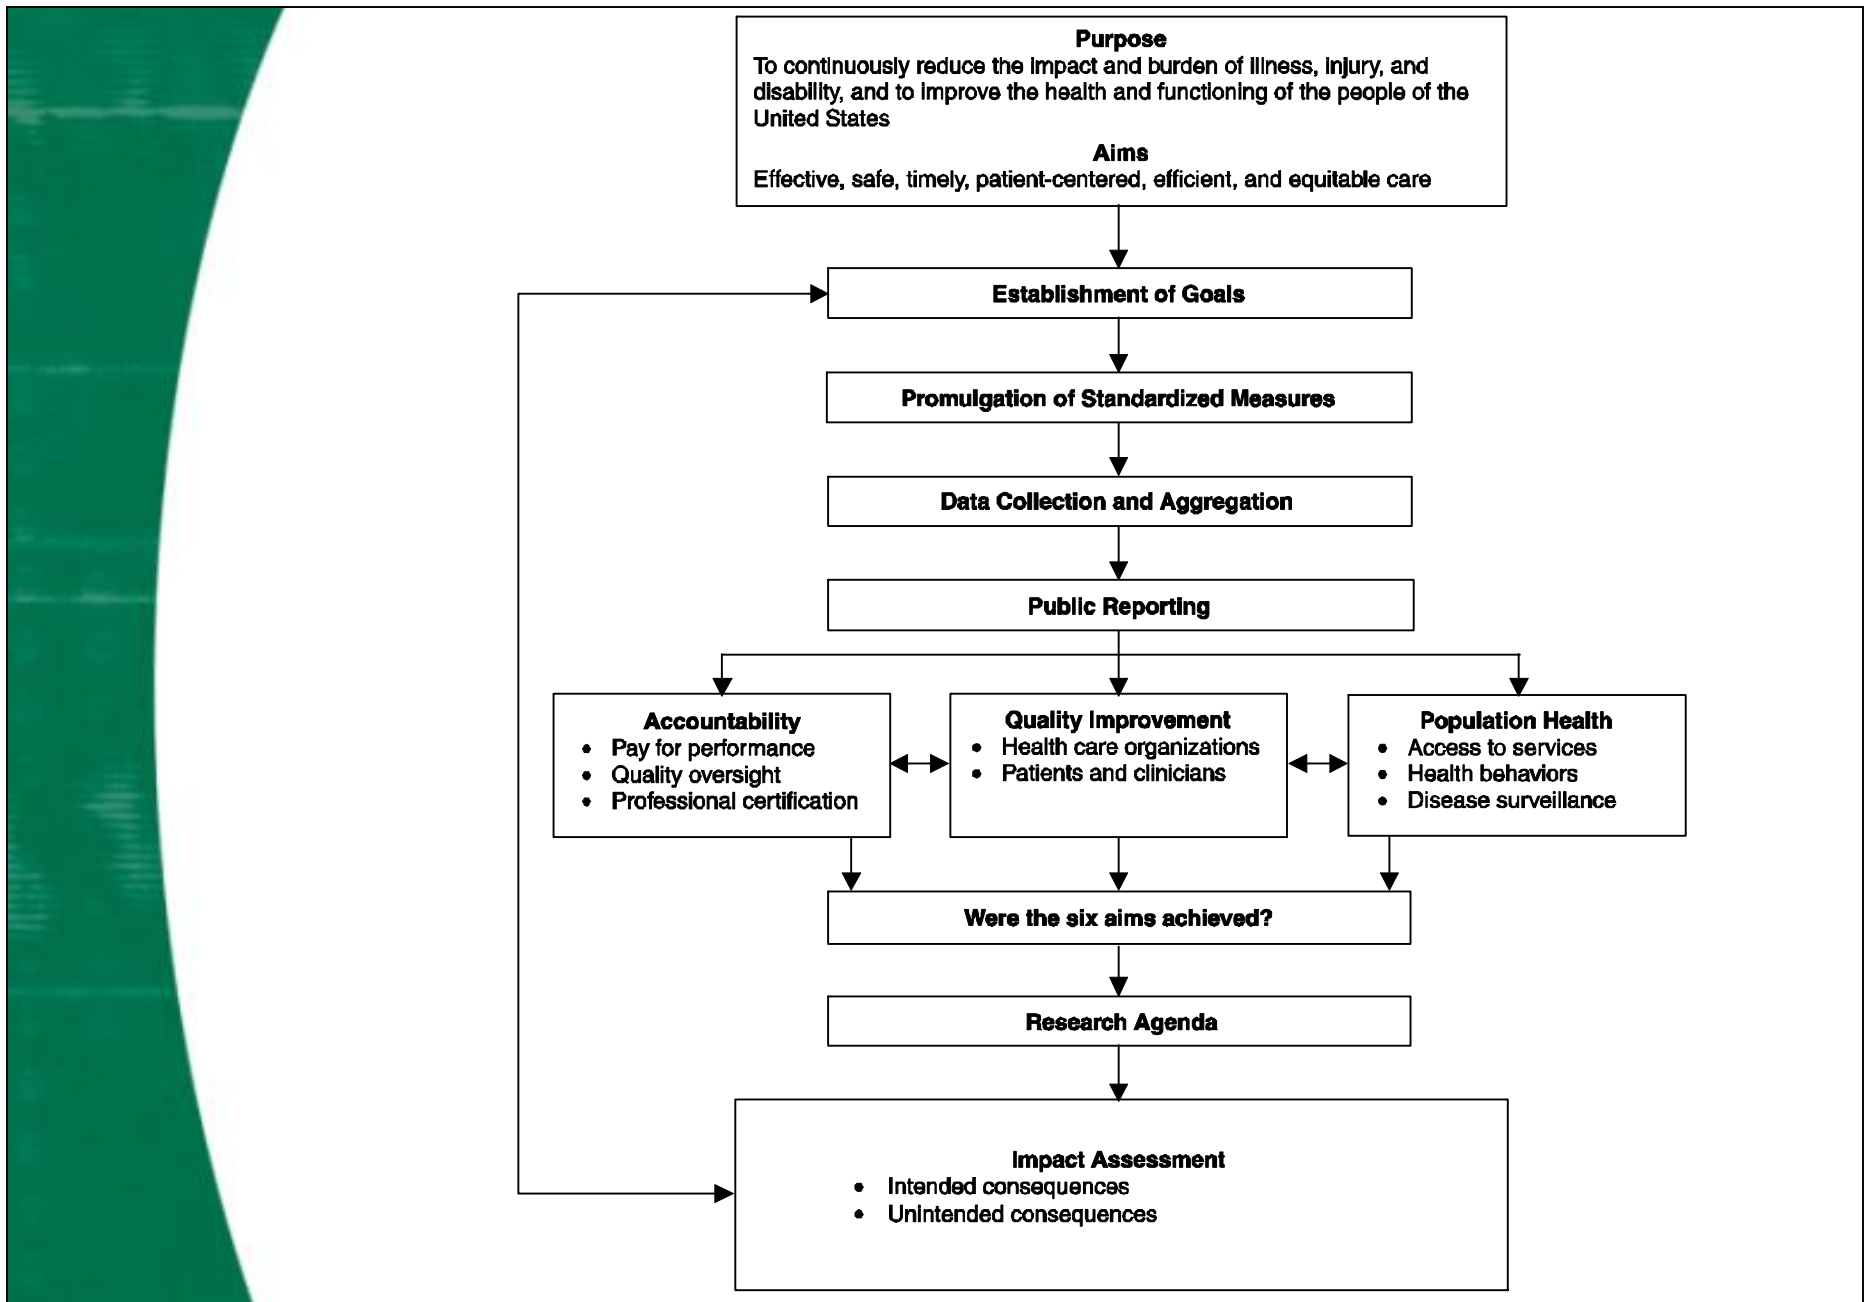 Purpose
To continuously reduce the impact and burden of illness, injury, and
disability, and to improve the health and functioning of the people of the
United States
Aims
Effective, safe, timely, patient-centered, efficient, and equitable care
Establishment of Goals
Promulgation of Standardized Measures
Data Collection and Aggregation
Public Reporting
Accountability
• Pay for performance
• Quality oversight
• Professional certification
Quality Improvement
• Health care organizations
• Patients and clinicians
Population Health
• Access to services
• Health behaviors
• Disease surveillance
Were the six aims achieved?
Research Agenda
Impact Assessment
• Intended consequences
• Unintended consequences